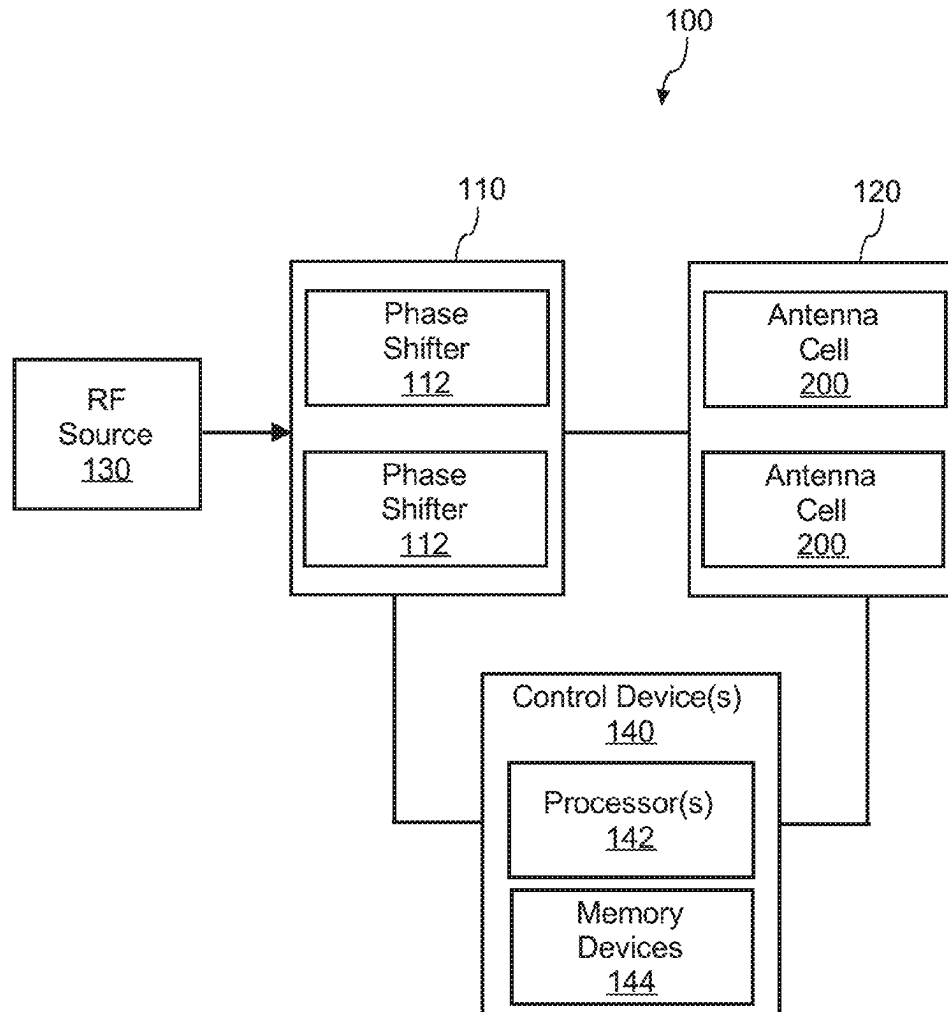 100
110
120
Phase
Shifter
112
Antenna
Cell
200
RF
Source
130
Phase
Shifter
112
Antenna
Cell
200
Control Device(s)
140
Processor(s)
142
Memory
Devices
144